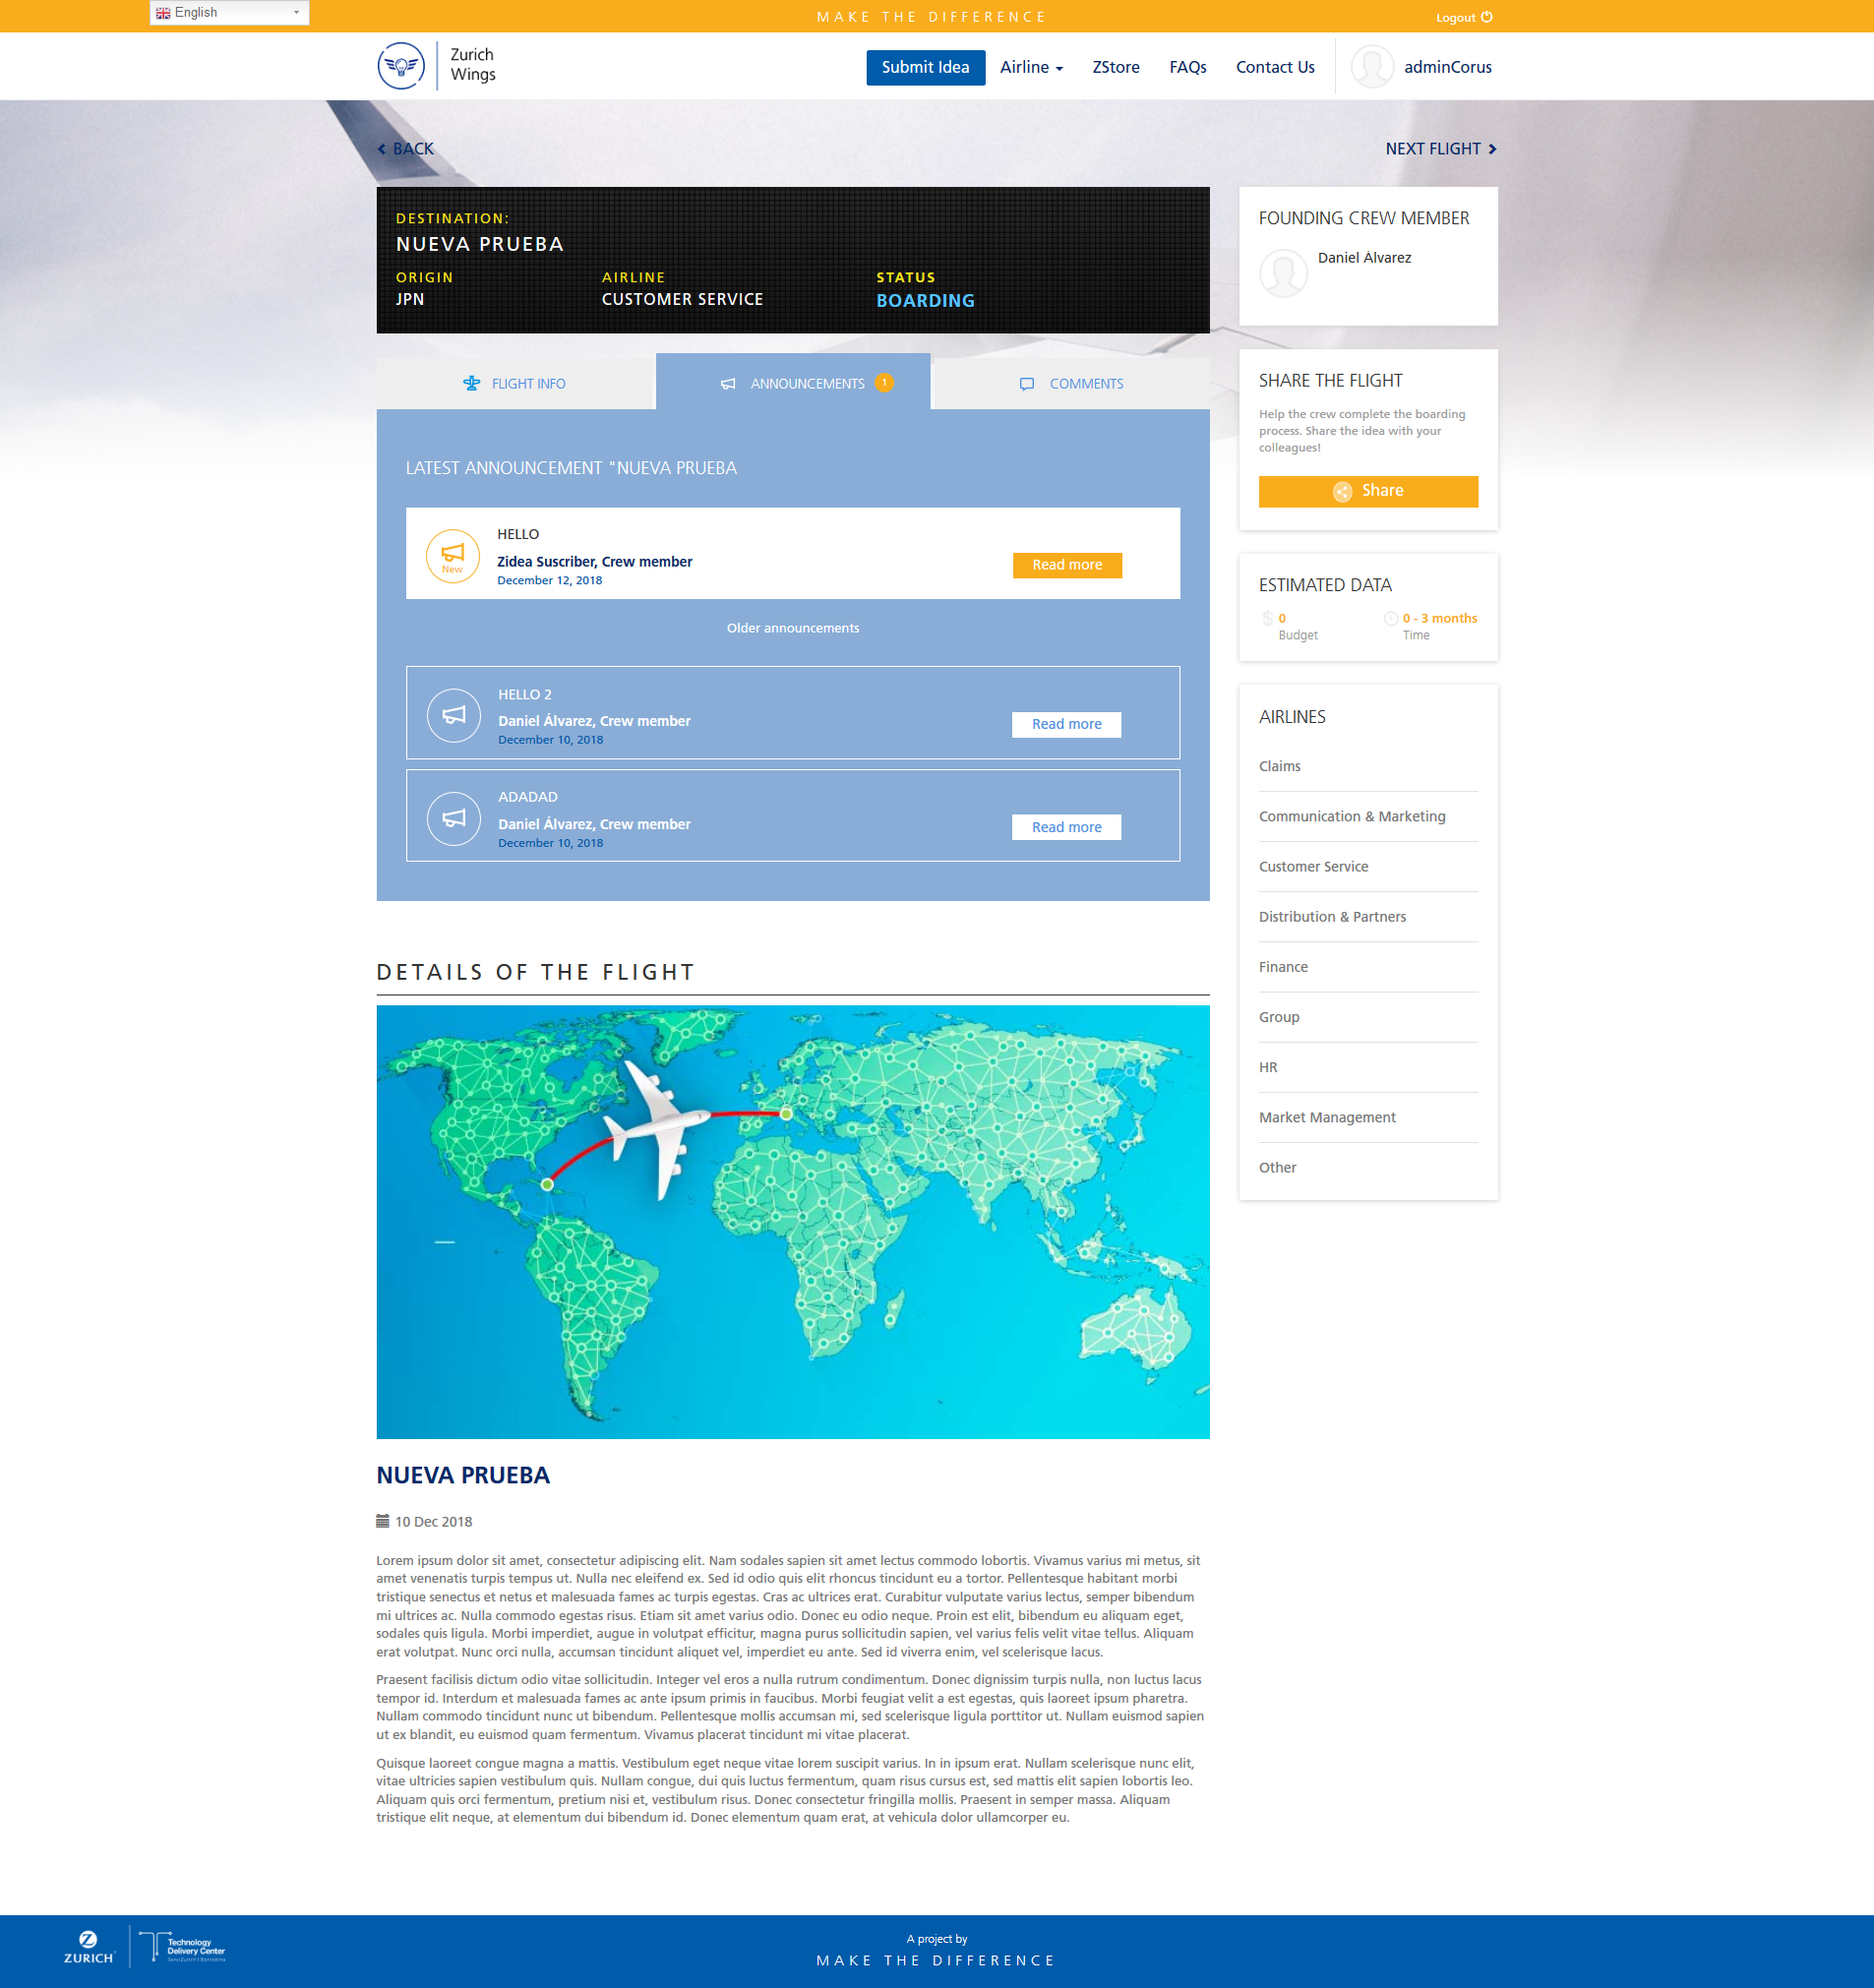 English
MAKE THE DIFFERENCE
Logout
Zurich
Wings
Submit Idea
Airline
ZStore
FAQs
Contact Us
adminCorus
BACK
NEXT FLIGHT
DESTINATION:
NUEVA PRUEBA
ORIGIN
AIRLINE
STATUS
JPN
CUSTOMER SERVICE
BOARDING
FLIGHT INFO
ANNOUNCEMENTS
1
COMMENTS
LATEST ANNOUNCEMENT "NUEVA PRUEBA
HELLO
New
Zidea Suscriber, Crew member
December 12, 2018
Read more
Older announcements
HELLO 2
Daniel Álvarez, Crew member
December 10, 2018
Read more
ADADAD
Daniel Álvarez, Crew member
December 10, 2018
Read more
FOUNDING CREW MEMBER
Daniel Álvarez
SHARE THE FLIGHT
Help the crew complete the boarding
process. Share the idea with your
colleagues!
Share
ESTIMATED DATA
$ 0
Budget
0 - 3 months
Time
AIRLINES
Claims
Communication & Marketing
Customer Service
Distribution & Partners
Finance
Group
HR
Market Management
Other
DETAILS OF THE FLIGHT
NUEVA PRUEBA
10 Dec 2018
Lorem ipsum dolor sit amet, consectetur adipiscing elit. Nam sodales sapien sit amet lectus commodo lobortis. Vivamus varius mi metus, sit
amet venenatis turpis tempus ut. Nulla nec eleifend ex. Sed id odio quis elit rhoncus tincidunt eu a tortor. Pellentesque habitant morbi
tristique senectus et netus et malesuada fames ac turpis egestas. Cras ac ultrices erat. Curabitur vulputate varius lectus, semper bibendum
mi ultrices ac. Nulla commodo egestas risus. Etiam sit amet varius odio. Donec eu odio neque. Proin est elit, bibendum eu aliquam eget,
sodales quis ligula. Morbi imperdiet, augue in volutpat efficitur, magna purus sollicitudin sapien, vel varius felis velit vitae tellus. Aliquam
erat volutpat. Nunc orci nulla, accumsan tincidunt aliquet vel, imperdiet eu ante. Sed id viverra enim, vel scelerisque lacus.
Praesent facilisis dictum odio vitae sollicitudin. Integer vel eros a nulla rutrum condimentum. Donec dignissim turpis nulla, non luctus lacus
tempor id. Interdum et malesuada fames ac ante ipsum primis in faucibus. Morbi feugiat velit a est egestas, quis laoreet ipsum pharetra.
Nullam commodo tincidunt nunc ut bibendum. Pellentesque mollis accumsan mi, sed scelerisque ligula porttitor ut. Nullam euismod sapien
ut ex blandit, eu euismod quam fermentum. Vivamus placerat tincidunt mi vitae placerat.
Quisque laoreet congue magna a mattis. Vestibulum eget neque vitae lorem suscipit varius. In in ipsum erat. Nullam scelerisque nunc elit,
vitae ultricies sapien vestibulum quis. Nullam congue, dui quis luctus fermentum, quam risus cursus est, sed mattis elit sapien lobortis leo.
Aliquam quis orci fermentum, pretium nisi et, vestibulum risus. Donec consectetur fringilla mollis. Praesent in semper massa. Aliquam
tristique elit neque, at elementum dui bibendum id. Donec elementum quam erat, at vehicula dolor ullamcorper eu.
ZURICH
Technology
Delivery Center
A project by
MAKE THE DIFFERENCE